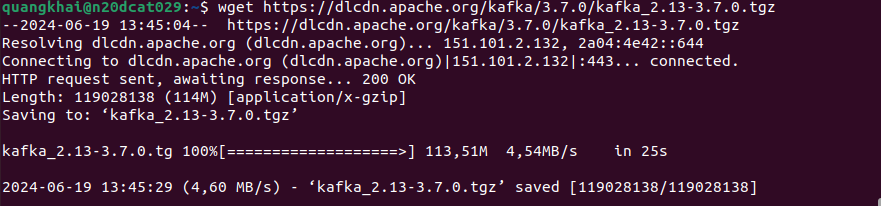 quangkhai@n20dcat029:~$ wget https://dlcdn.apache.org/kafka/3.7.0/kafka_2.13-3.7.0.tgz
--2024-06-19 13:45:04--  https://dlcdn.apache.org/kafka/3.7.0/kafka_2.13-3.7.0.tgz
Resolving dlcdn.apache.org (dlcdn.apache.org)... 151.101.2.132, 2a04:4e42::644
Connecting to dlcdn.apache.org (dlcdn.apache.org)|151.101.2.132|:443... connected.
HTTP request sent, awaiting response... 200 OK
Length: 119028138 (114M) [application/x-gzip]
Saving to: ‘kafka_2.13-3.7.0.tgz’
kafka_2.13-3.7.0.tg 100%[===================>] 113,51M  4,54MB/s    in 25s
2024-06-19 13:45:29 (4,60 MB/s) - ‘kafka_2.13-3.7.0.tgz’ saved [119028138/119028138]